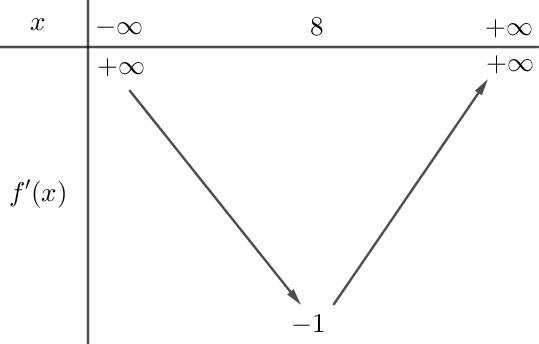 x −∞ 8 +∞
+∞ +∞
f′(x)
−1